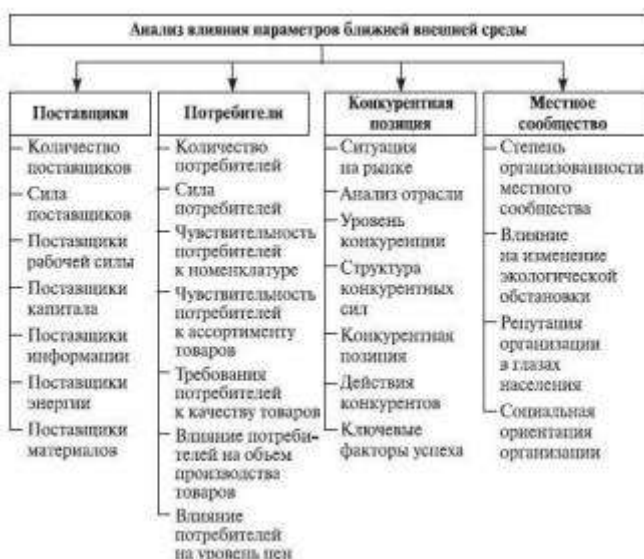 Анализ влияния параметров ближней внешней среды
Поставщики
Количество
поставщиков
Сила
поставщиков
Поставщики
рабочей силы
Поставщики
капитала
Поставщики
информации
Поставщики
энергии
Поставщики
материалов
Потребители
Количество
потребителей
Сила
потребителей
Чувствительность
потребителей
к номенклатуре
Чувствительность
потребителей
к ассортименту
товаров
Требования
потребителей
к качеству товаров
Влияние потреби-
телей на объем
производства
товаров
Влияние
потребителей
на уровень цен
Конкурентная
позиция
Ситуация
на рынке
Анализ отрасли
Уровень
конкуренции
Структура
конкурентных
сил
Конкурентная
позиция
Действия
конкурентов
Ключевые
факторы успеха
Местное
сообщество
Степень
организованности
местного
сообщества
Влияние
на изменение
экологической
обстановки
Репутация
организации
в глазах
населения
Социальная
ориентация
организации